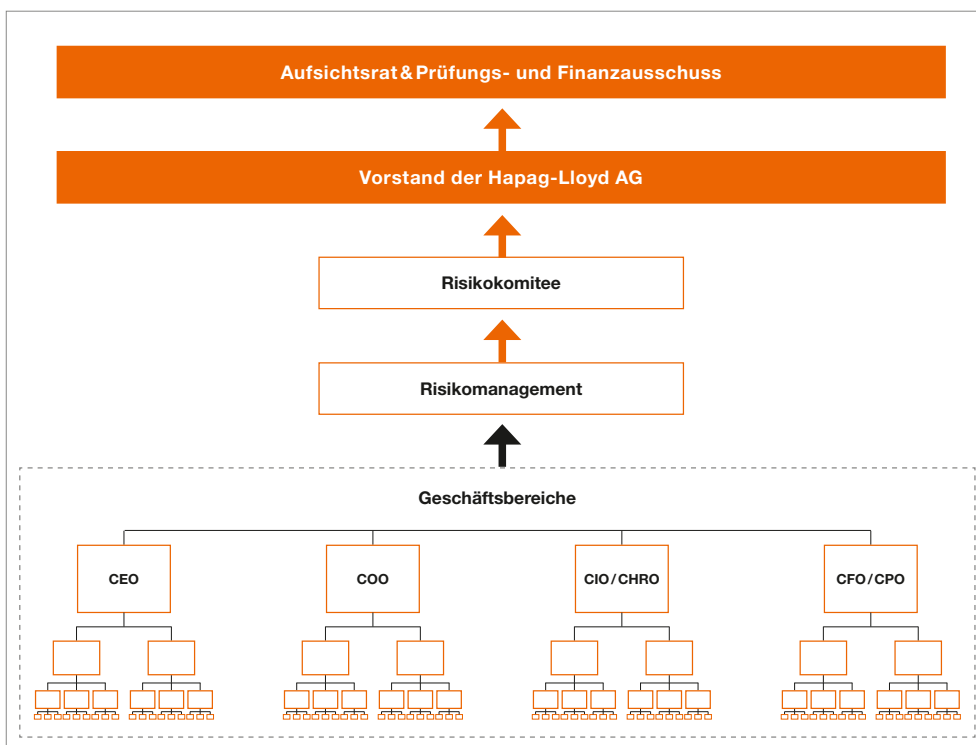 Aufsichtsrat & Prüfungs- und Finanzausschuss
Vorstand der Hapag-Lloyd AG
Risikokomitee
Risikomanagement
Geschäftsbereiche
CEO
COO
CIO / CHRO
CFO / CPO